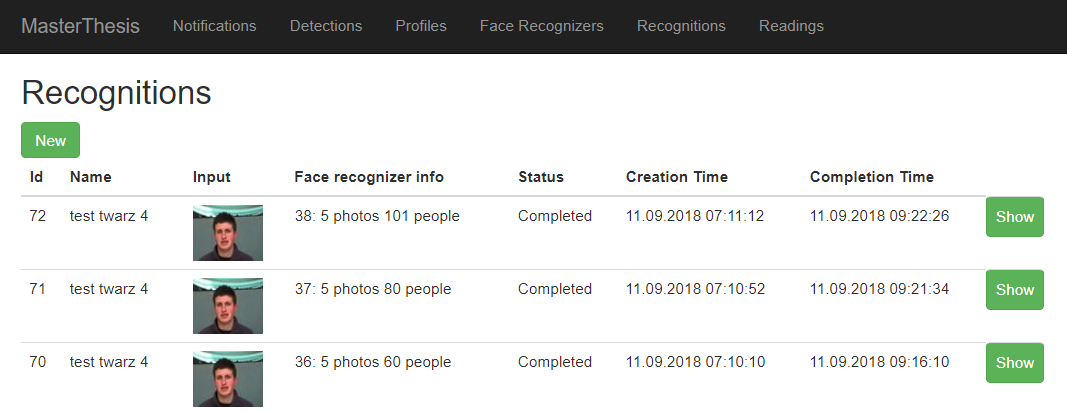 MasterThesis Notifications Detections Profiles Face Recognizers Recognitions Readings
Recognitions
New
Id Name Input Face recognizer info Status Creation Time Completion Time
72 test twarz 4 38: 5 photos 101 people Completed 11.09.2018 07:11:12 11.09.2018 09:22:26 Show
71 test twarz 4 37: 5 photos 80 people Completed 11.09.2018 07:10:52 11.09.2018 09:21:34 Show
70 test twarz 4 36: 5 photos 60 people Completed 11.09.2018 07:10:10 11.09.2018 09:16:10 Show